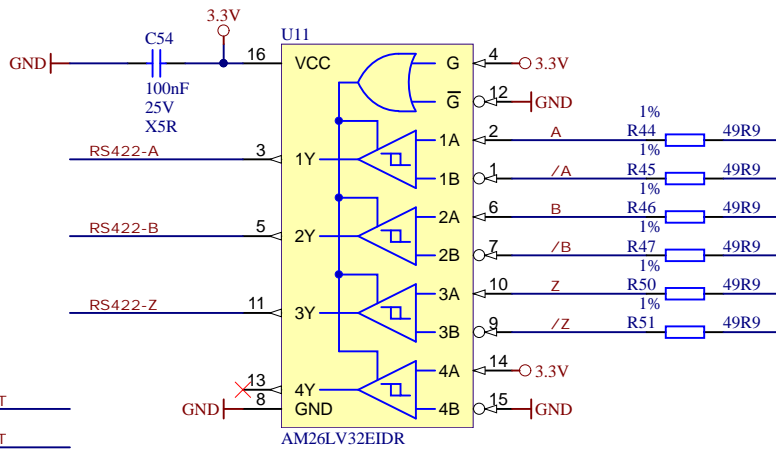 3.3V
U11
C54
GND
100nF
25V
X5R
16
VCC
G
4
3.3V
G
12
GND
1%
RS422-A
3
1Y
1A
2
A
R44
49R9
1%
1B
1
/A
R45
49R9
1%
RS422-B
5
2Y
2A
6
B
R46
49R9
1%
2B
7
/B
R47
49R9
1%
RS422-Z
11
3Y
3A
10
Z
R50
49R9
1%
3B
9
/Z
R51
49R9
13
4Y
4A
14
3.3V
GND
8
GND
4B
15
GND
T
T
AM26LV32EIDR